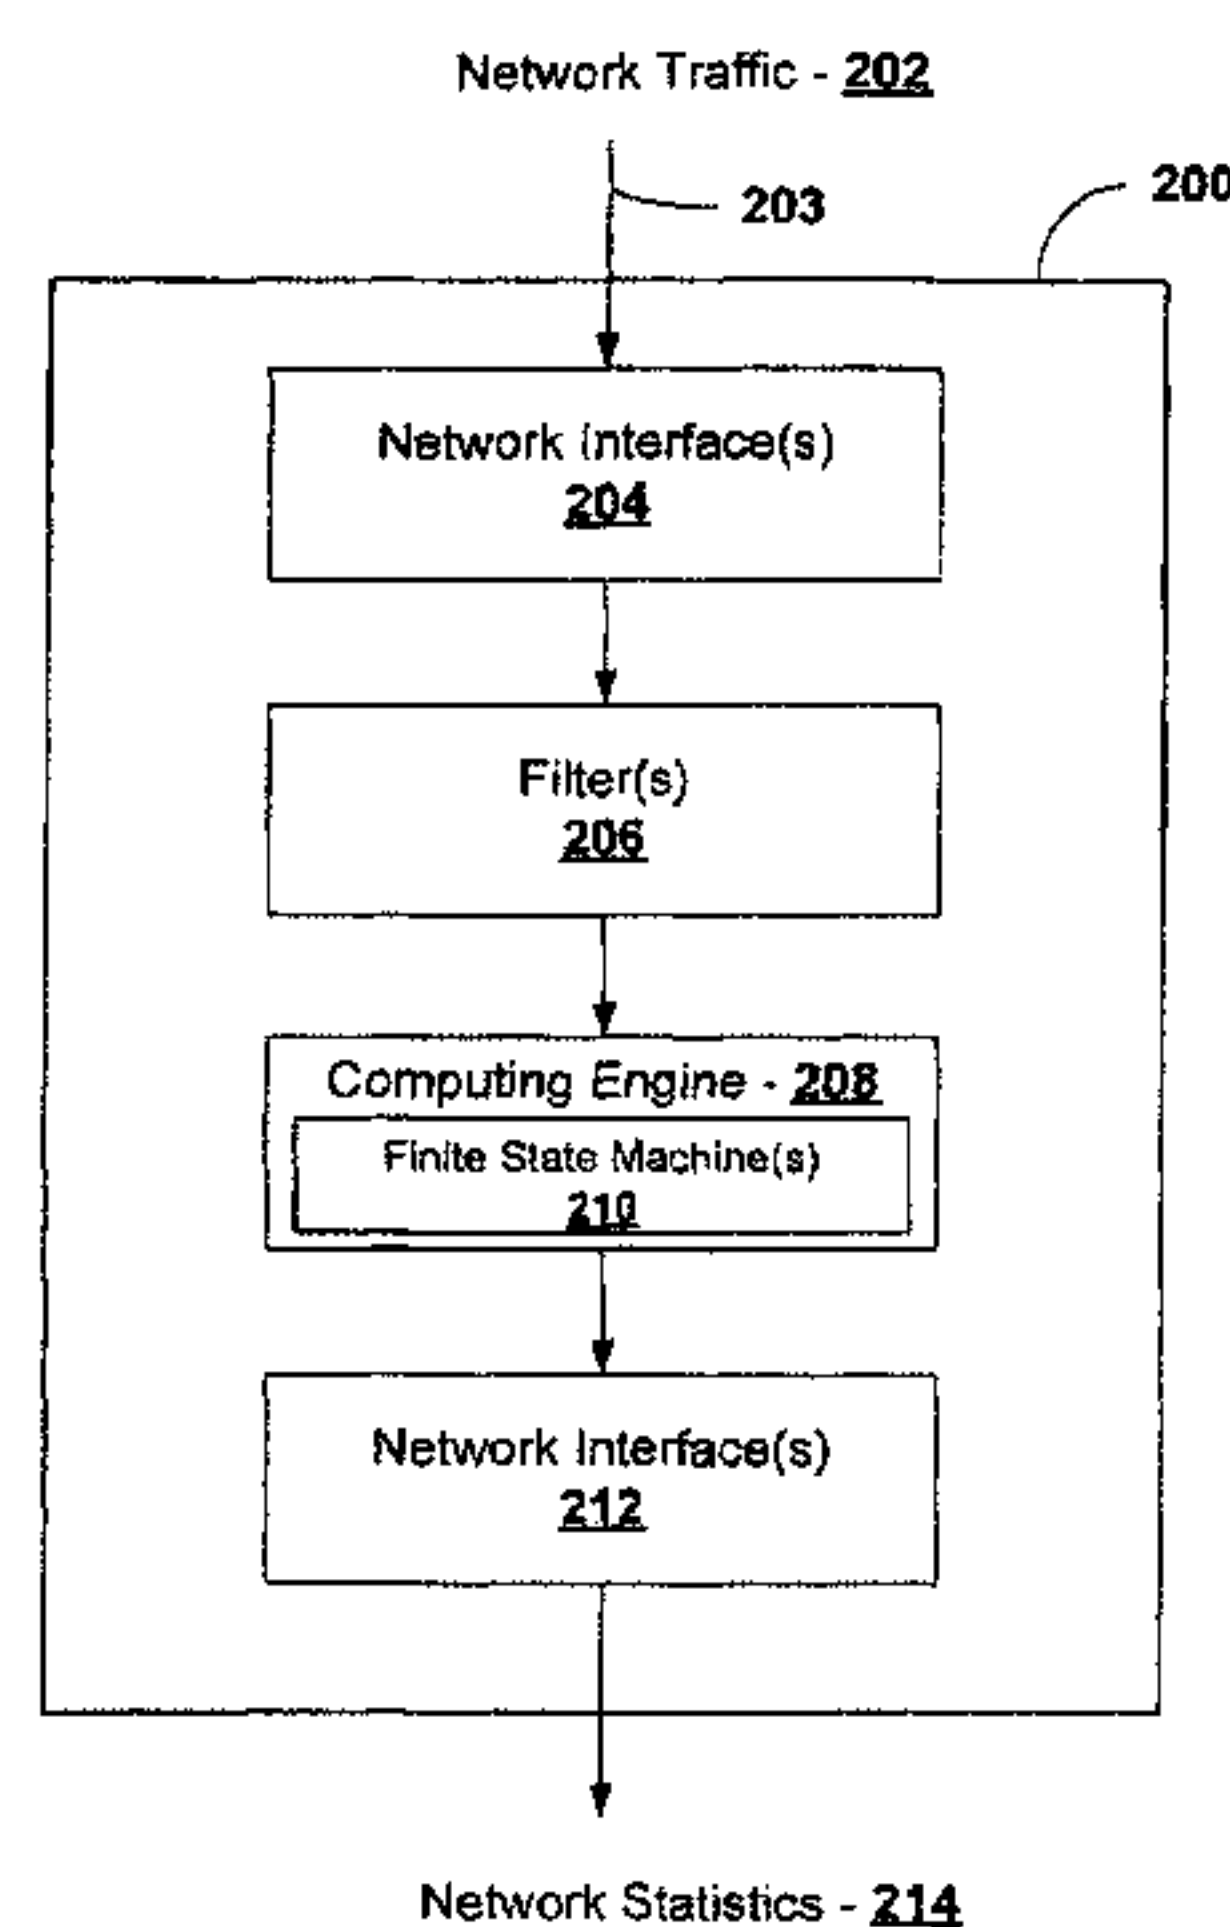 Network Traffic - 202
200
203
Network Interface(s)
204
Filter(s)
206
Computing Engine - 208
Finite State Machine(s)
210
Network Interface(s)
212
Network Statistics - 214